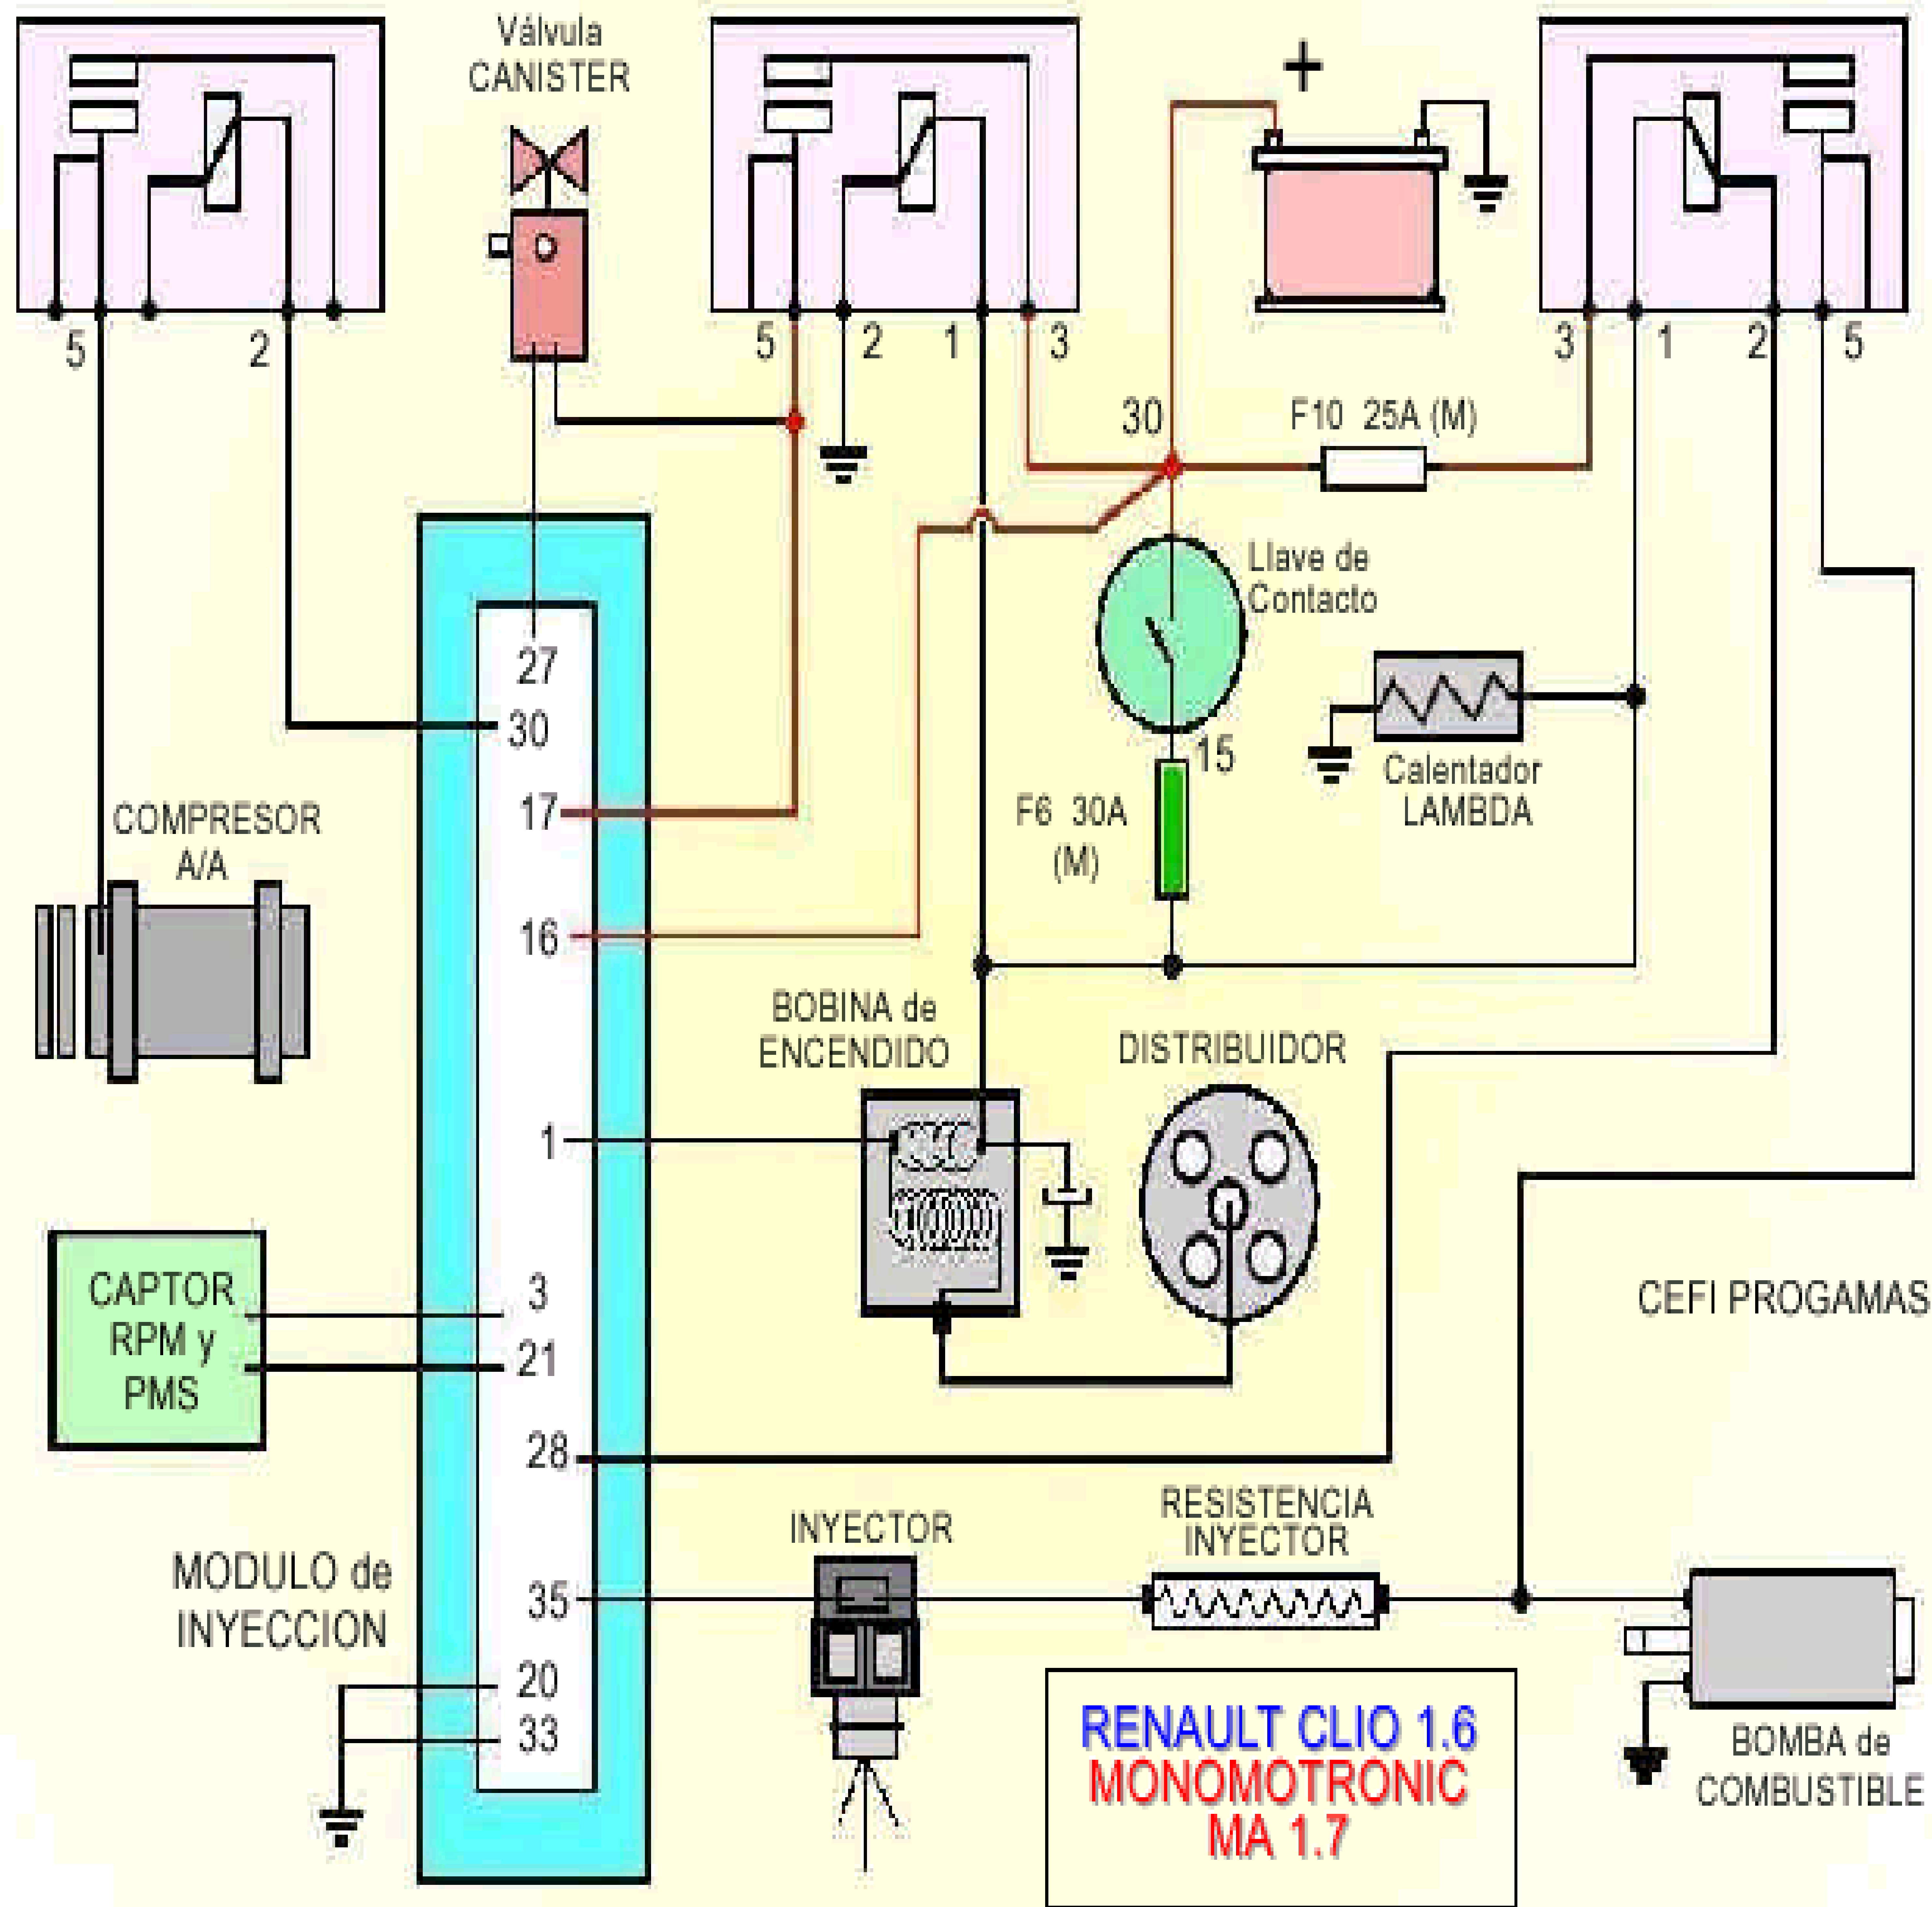 Válvula
CANISTER
+
5
2
5
2
1
3
3
1
2
5
30
F10 25A (M)
Llave de
Contacto
27
30
15
Calentador
LAMBDA
17
F6 30A
(M)
COMPRESOR
A/A
16
BOBINA de
ENCENDIDO
DISTRIBUIDOR
1
CAPTOR
RPM y
PMS
3
21
CEFI PROGAMAS
28
INYECTOR
RESISTENCIA
INYECTOR
MODULO de
INYECCION
35
20
33
RENAULT CLIO 1.6
MONOMOTRONIC
MA 1.7
BOMBA de
COMBUSTIBLE